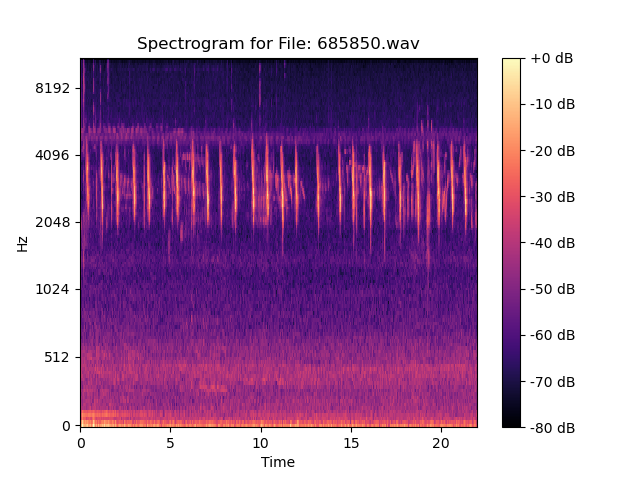 Spectrogram for File: 685850.wav
8192
4096
2048
1024
512
0
Hz
0 5 10 15 20
Time
+0 dB
-10 dB
-20 dB
-30 dB
-40 dB
-50 dB
-60 dB
-70 dB
-80 dB